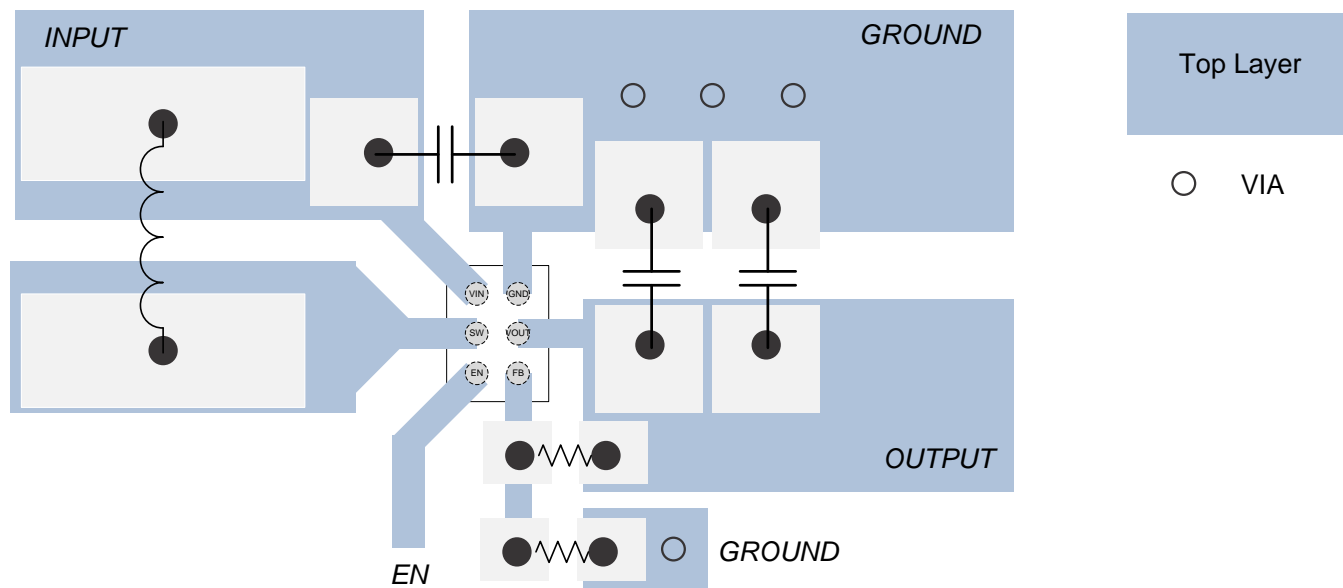 INPUT
GROUND
Top Layer
VIA
VIN
GND
SW
VOUT
EN
FB
OUTPUT
GROUND
EN